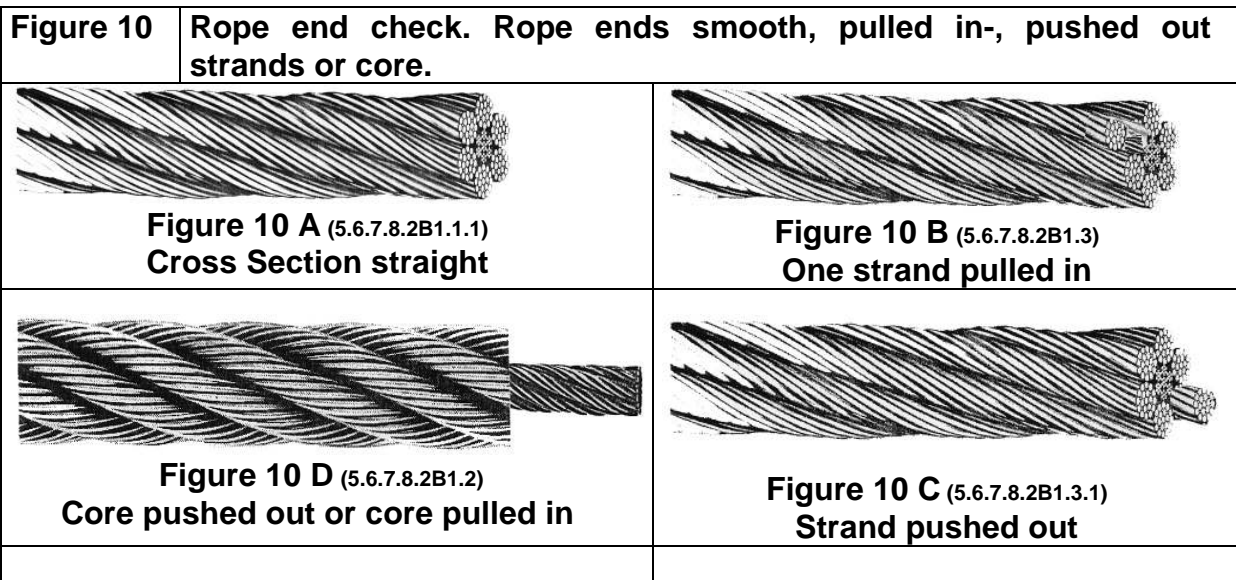 Figure 10
Rope end check. Rope ends smooth, pulled in-, pushed out
strands or core.
Figure 10 A (5.6.7.8.2B1.1.1)
Cross Section straight
Figure 10 B (5.6.7.8.2B1.3)
One strand pulled in
Figure 10 D (5.6.7.8.2B1.2)
Core pushed out or core pulled in
Figure 10 C (5.6.7.8.2B1.3.1)
Strand pushed out